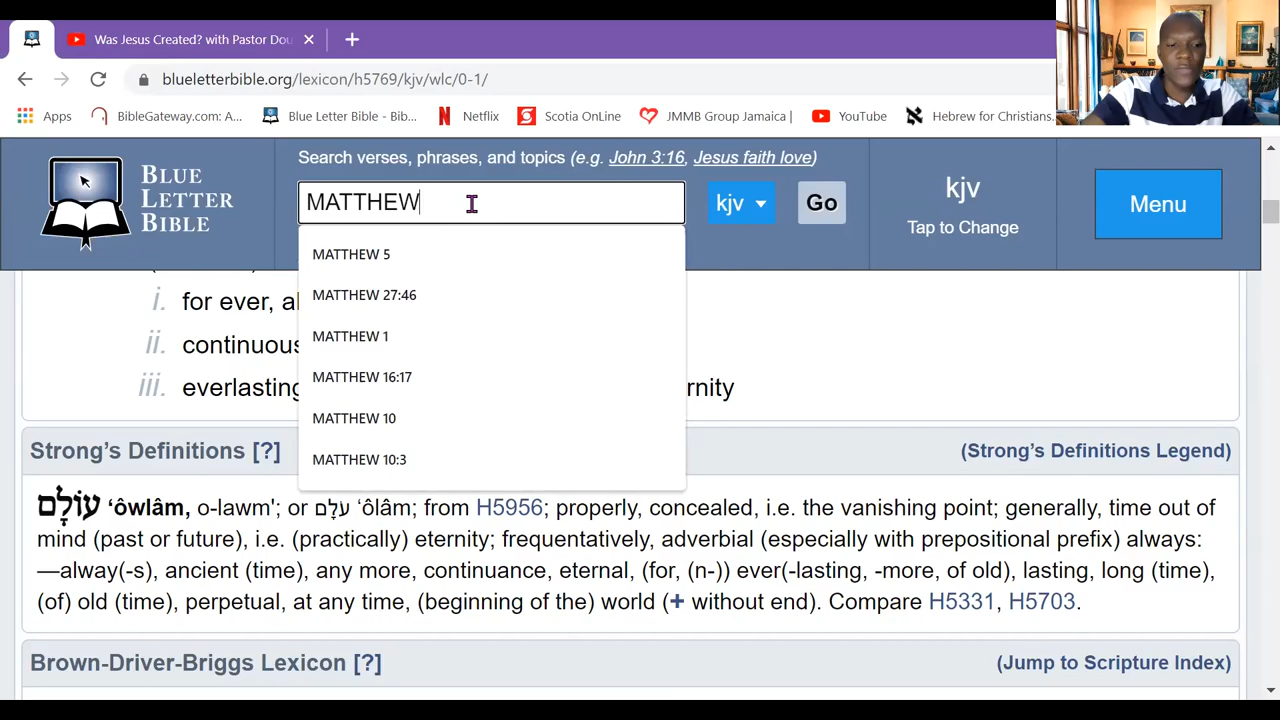 Was Jesus Created? with Pastor Dou
blueletterbible.org/lexicon/h5769/kjv/wlc/0-1/
Apps BibleGateway.com: A... Blue Letter Bible - Bib... Netflix Scotia OnLine JMMB Group Jamaica | YouTube Hebrew for Christians.
BLUE
LETTER
BIBLE
Search verses, phrases, and topics (e.g. John 3:16, Jesus faith love)
MATTHEW
kjv
Go
kjv
Tap to Change
Menu
MATTHEW 5
MATTHEW 27:46
MATTHEW 1
MATTHEW 16:17
MATTHEW 10
MATTHEW 10:3
i. for ever, al
ii. continuous
iii. everlasting rnity
Strong's Definitions [?] (Strong's Definitions Legend)
עוֹלָם ʻôwlâm, o-lawm'; or עֹלָם ʻôlâm; from H5956; properly, concealed, i.e. the vanishing point; generally, time out of
mind (past or future), i.e. (practically) eternity; frequentatively, adverbial (especially with prepositional prefix) always:
—alway(-s), ancient (time), any more, continuance, eternal, (for, (n-)) ever(-lasting, -more, of old), lasting, long (time),
(of) old (time), perpetual, at any time, (beginning of the) world (+ without end). Compare H5331, H5703.
Brown-Driver-Briggs Lexicon [?] (Jump to Scripture Index)